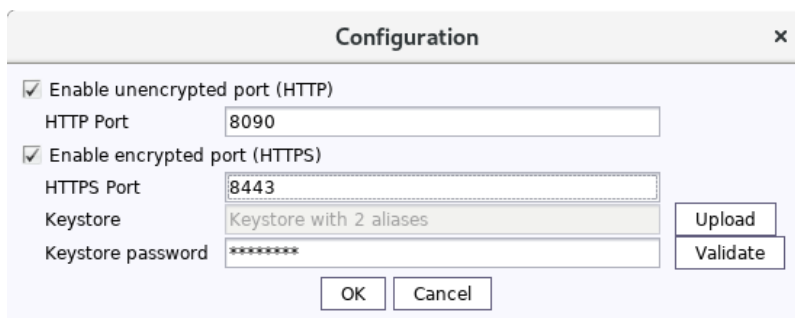 Configuration ×
Enable unencrypted port (HTTP)
HTTP Port 8090
Enable encrypted port (HTTPS)
HTTPS Port 8443
Keystore Keystore with 2 aliases Upload
Keystore password ******** Validate
OK Cancel